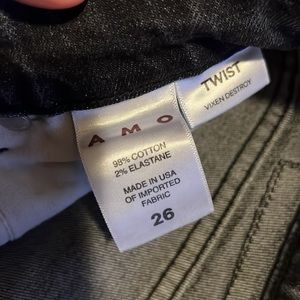 TWIST
VIXEN DESTROY
AMO
98% COTTON
2% ELASTANE
MADE IN USA
OF IMPORTED
FABRIC
26